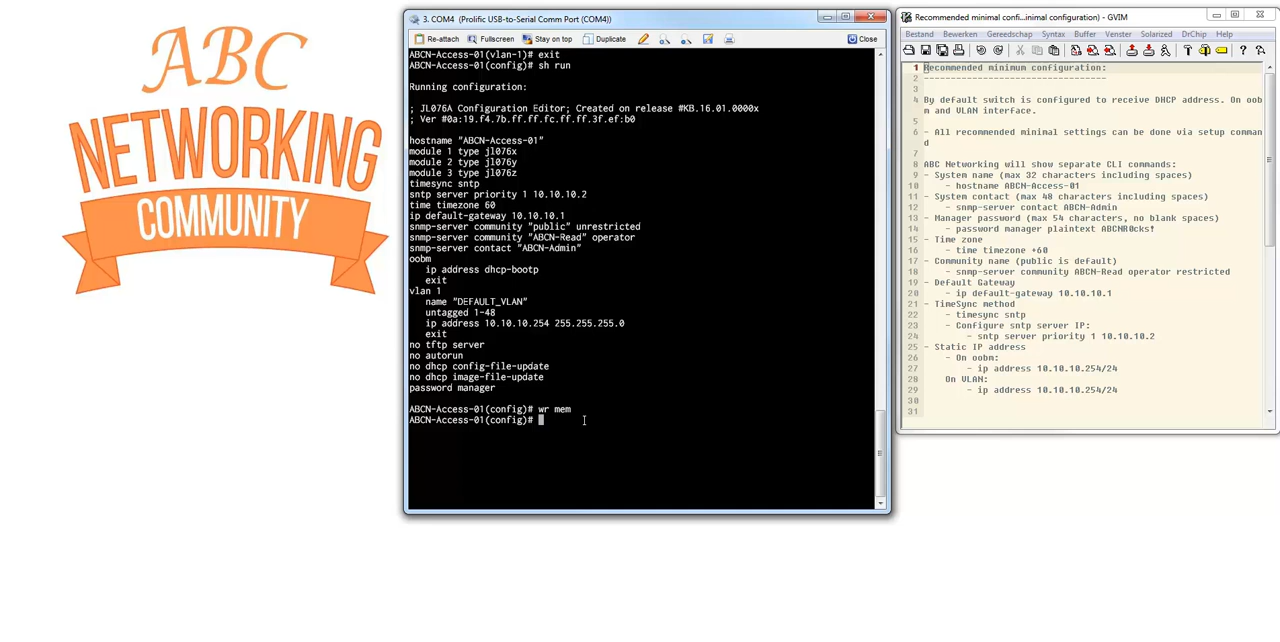 ABC
NETWORKING
COMMUNITY
3. COM4 (Prolific USB-to-Serial Comm Port (COM4))
Re-attach Fullscreen Stay on top Duplicate Close
ABCN-Access-01(vlan-1)# exit
ABCN-Access-01(config)# sh run
Running configuration:
; JL076A Configuration Editor; Created on release #KB.16.01.0000x
; Ver #0a:19.f4.7b.ff.ff.fc.ff.ff.3f.ef:b0
hostname "ABCN-Access-01"
module 1 type jl076x
module 2 type jl076y
module 3 type jl076z
timesync sntp
sntp server priority 1 10.10.10.2
time timezone 60
ip default-gateway 10.10.10.1
snmp-server community "public" unrestricted
snmp-server community "ABCN-Read" operator
snmp-server contact "ABCN-Admin"
oobm
ip address dhcp-bootp
exit
vlan 1
name "DEFAULT_VLAN"
untagged 1-48
ip address 10.10.10.254 255.255.255.0
exit
no tftp server
no autorun
no dhcp config-file-update
no dhcp image-file-update
password manager
ABCN-Access-01(config)# wr mem
ABCN-Access-01(config)#
Recommended minimal confi...inimal configuration) - GVIM
Bestand Bewerken Gereedschap Syntax Buffer Venster Solarized DrChip Help
1 Recommended minimum configuration:
2 ----------------------------------
3
4 By default switch is configured to receive DHCP address. On oob
m and VLAN interface.
5
6 - All recommended minimal settings can be done via setup comman
d
7
8 ABC Networking will show separate CLI commands:
9 - System name (max 32 characters including spaces)
10 - hostname ABCN-Access-01
11 - System contact (max 48 characters including spaces)
12 - snmp-server contact ABCN-Admin
13 - Manager password (max 54 characters, no blank spaces)
14 - password manager plaintext ABCNR0cks!
15 - Time zone
16 - time timezone +60
17 - Community name (public is default)
18 - snmp-server community ABCN-Read operator restricted
19 - Default Gateway
20 - ip default-gateway 10.10.10.1
21 - TimeSync method
22 - timesync sntp
23 - Configure sntp server IP:
24 - sntp server priority 1 10.10.10.2
25 - Static IP address
26 - On oobm:
27 - ip address 10.10.10.254/24
28 On VLAN:
29 - ip address 10.10.10.254/24
30
31